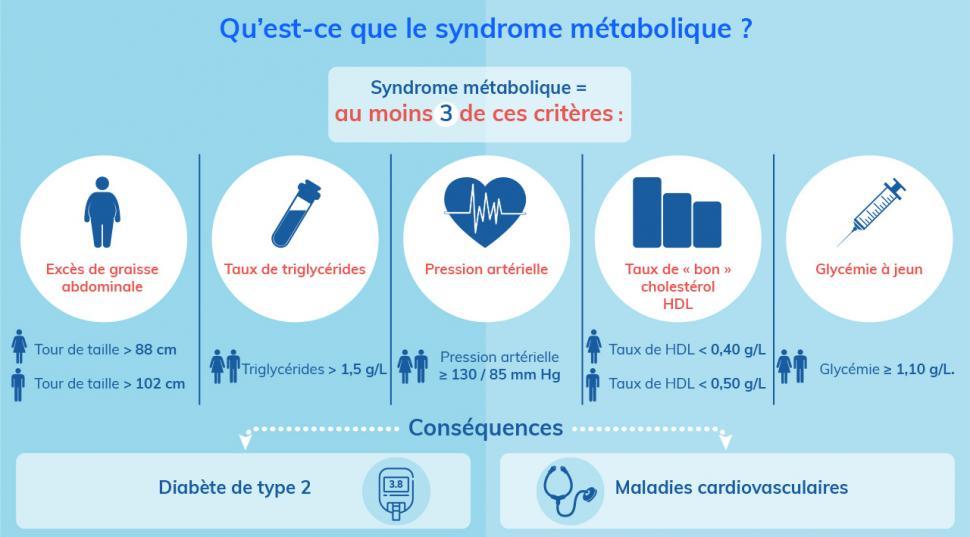 Qu’est-ce que le syndrome métabolique ?
Syndrome métabolique =
au moins 3 de ces critères :
Excès de graisse
abdominale
Taux de triglycérides
Pression artérielle
Taux de « bon »
cholestérol
HDL
Glycémie à jeun
Tour de taille > 88 cm
Tour de taille > 102 cm
Triglycérides > 1,5 g/L
Pression artérielle
≥ 130 / 85 mm Hg
Taux de HDL < 0,40 g/L
Taux de HDL < 0,50 g/L
Glycémie ≥ 1,10 g/L.
Conséquences
Diabète de type 2
3.8
Maladies cardiovasculaires